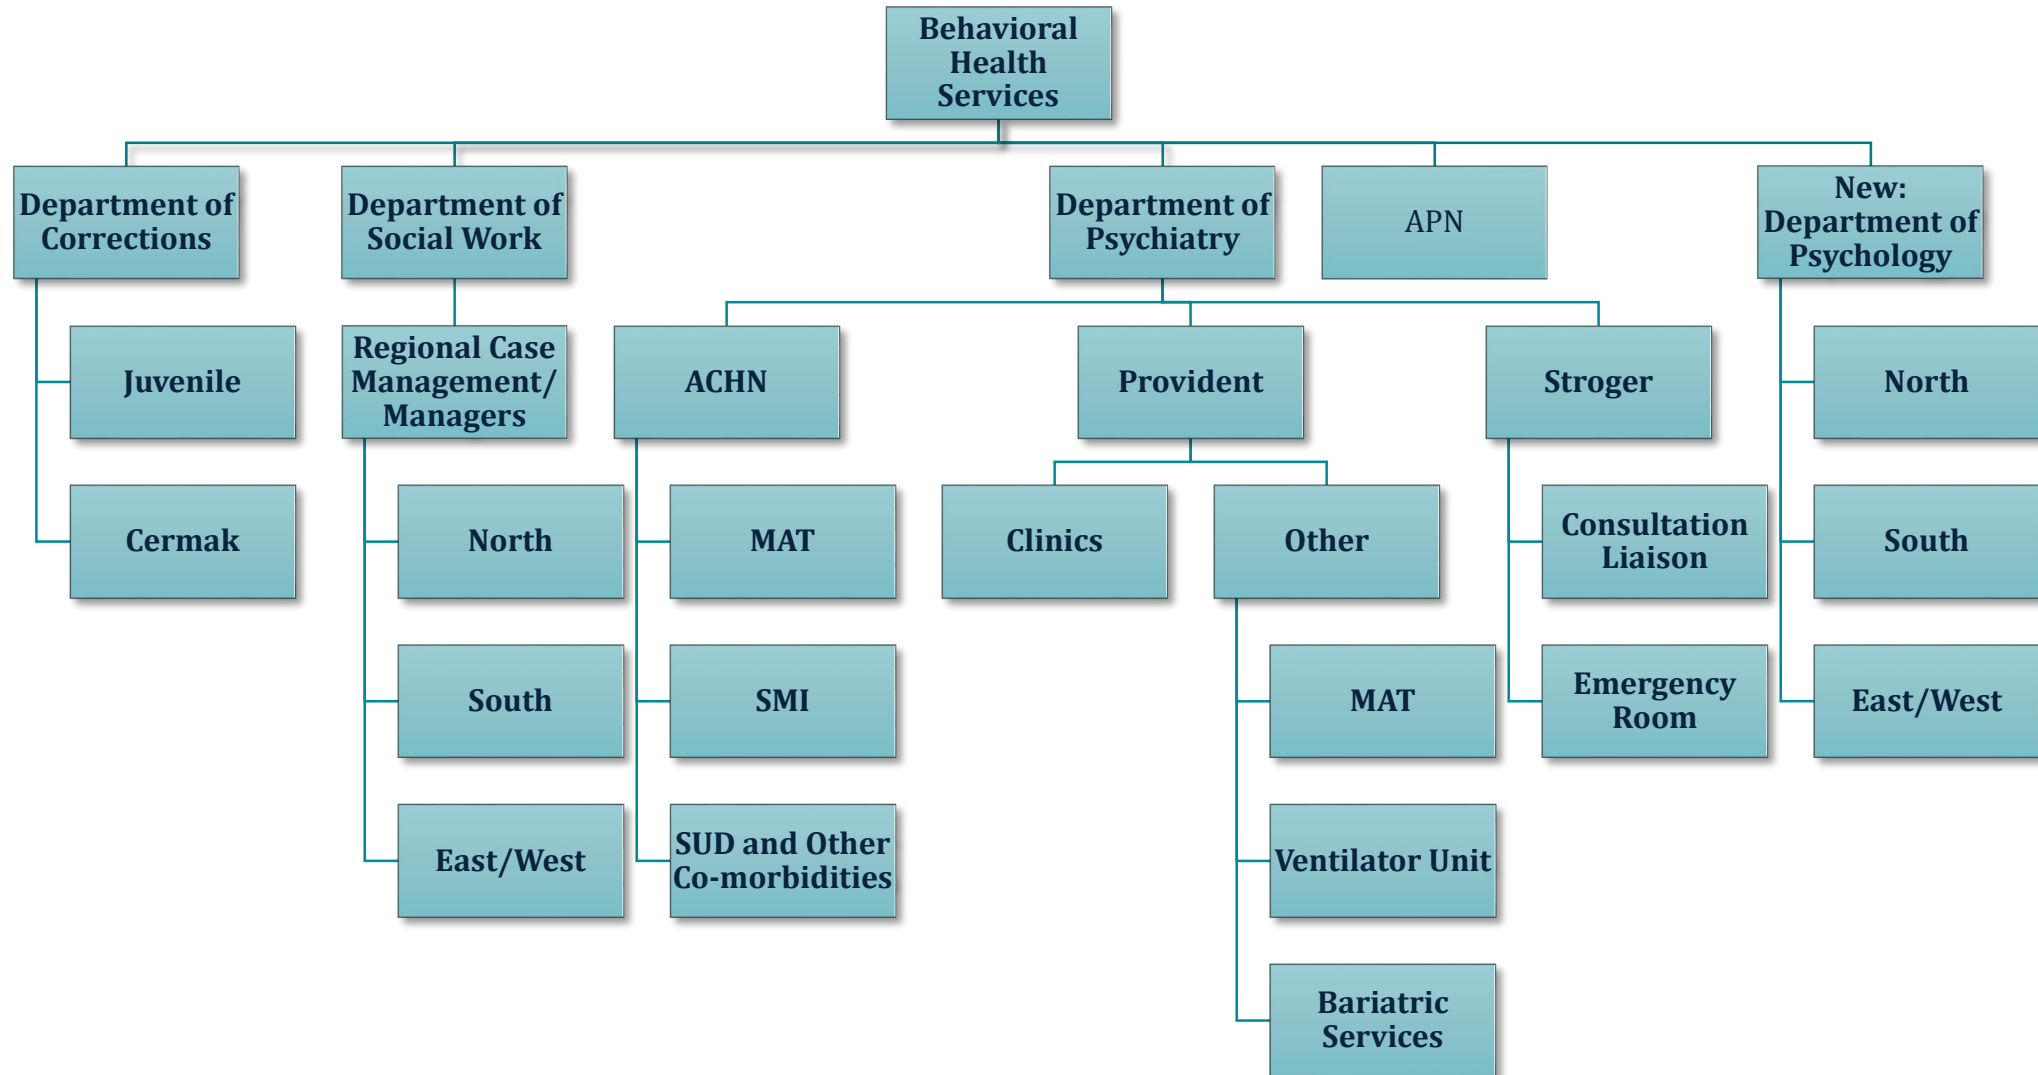 Behavioral
Health
Services
Department of
Corrections
Department of
Social Work
Department of
Psychiatry
APN
New:
Department of
Psychology
Juvenile
Regional Case
Management/
Managers
ACHN
Provident
Stroger
North
Cermak
North
MAT
Clinics
Other
Consultation
Liaison
South
South
SMI
MAT
Emergency
Room
East/West
East/West
SUD and Other
Co-morbidities
Ventilator Unit
Bariatric
Services